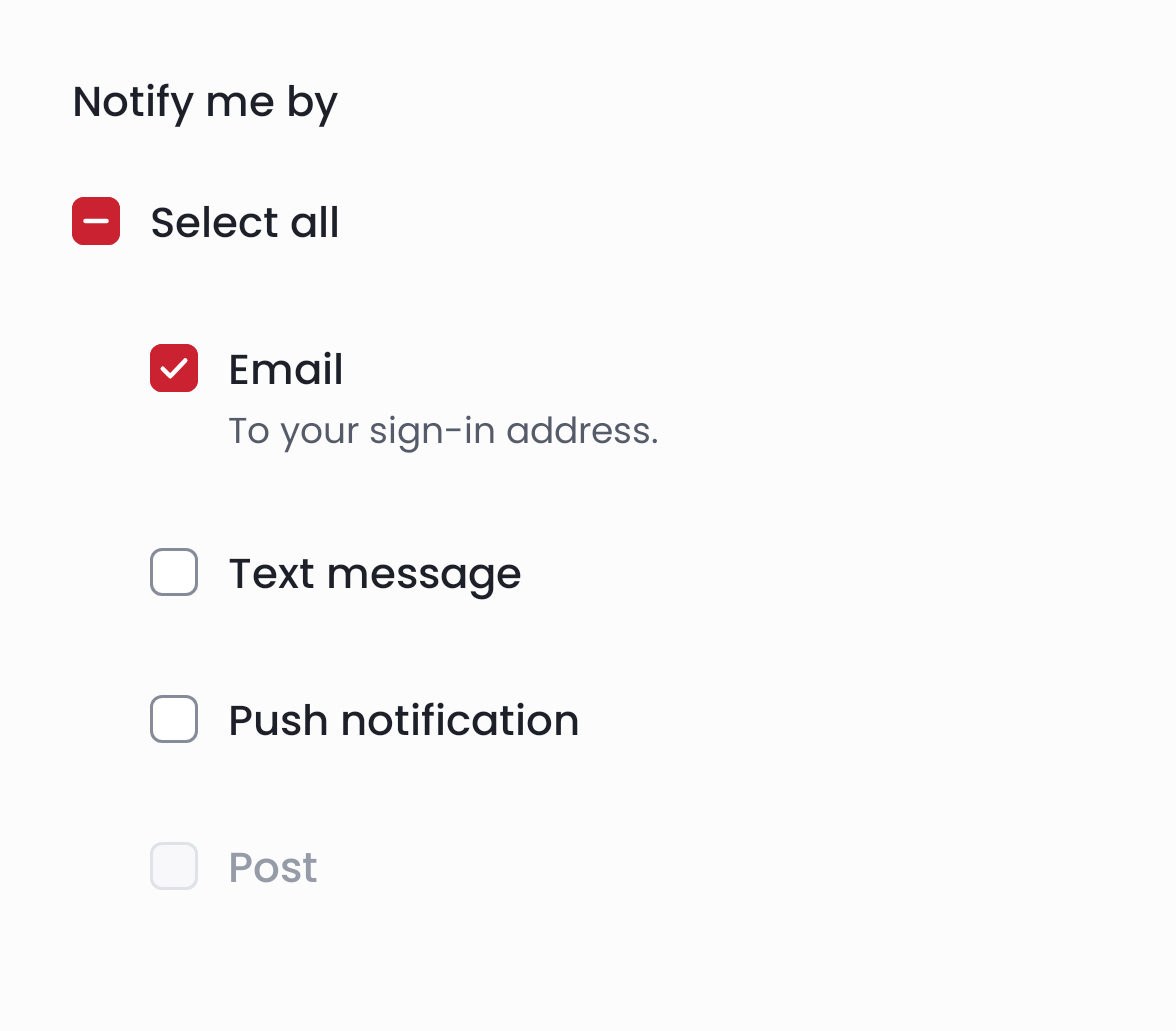 Notify me by
Select all
Email
To your sign-in address.
Text message
Push notification
Post